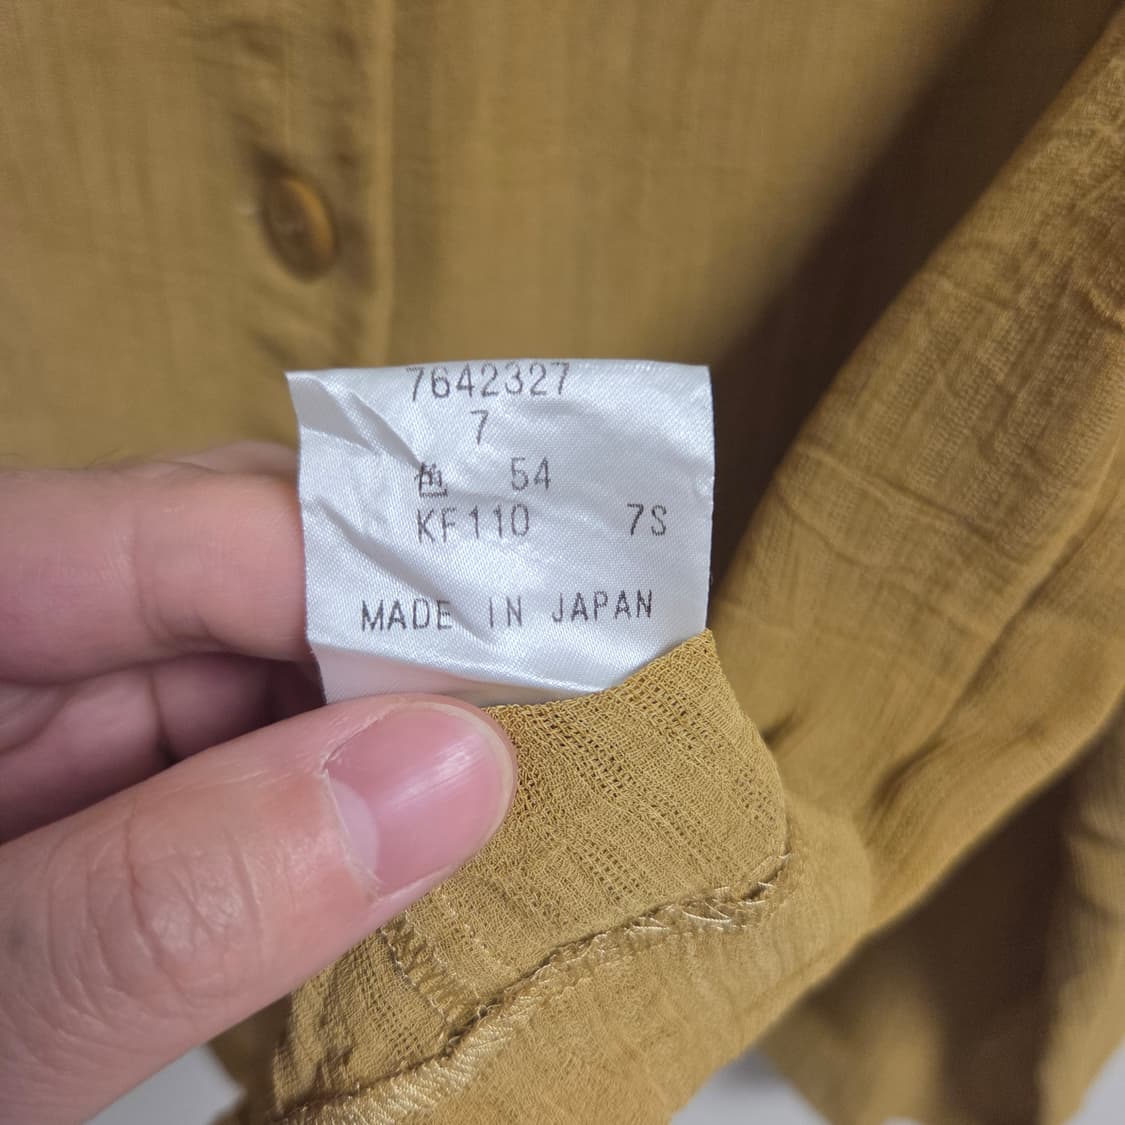 7642327
7
色 54
KF110 7S
MADE IN JAPAN